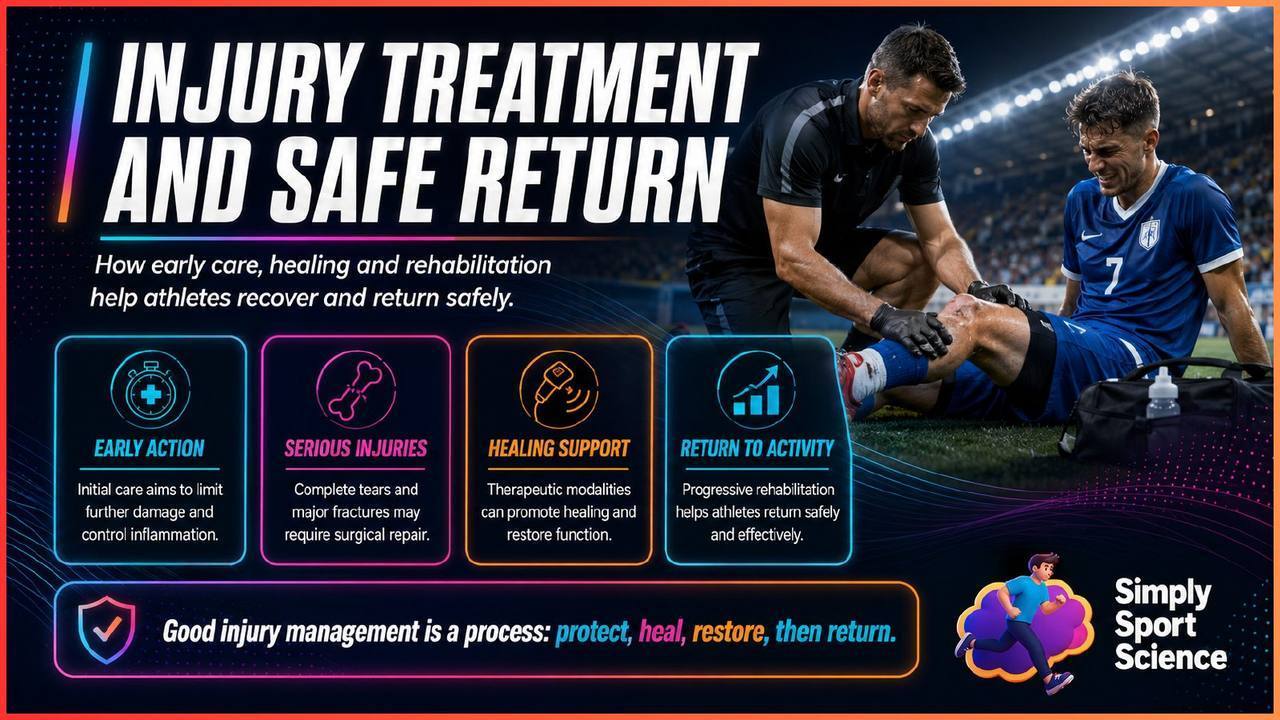 INJURY TREATMENT
AND SAFE RETURN
How early care, healing and rehabilitation
help athletes recover and return safely.
EARLY ACTION
Initial care aims to limit
further damage and
control inflammation.
SERIOUS INJURIES
Complete tears and
major fractures may
require surgical repair.
HEALING SUPPORT
Therapeutic modalities
can promote healing and
restore function.
RETURN TO ACTIVITY
Progressive rehabilitation
helps athletes return safely
and effectively.
Good injury management is a process: protect, heal, restore, then return.
7
Simply
Sport
Science